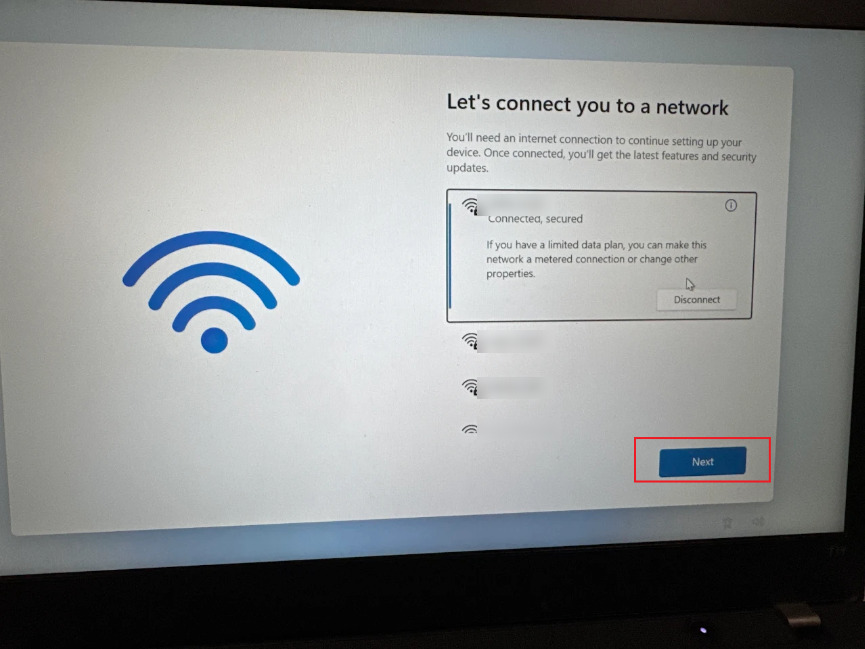 Let's connect you to a network
You'll need an internet connection to continue setting up your
device. Once connected, you'll get the latest features and security
updates.
Connected, secured
If you have a limited data plan, you can make this
network a metered connection or change other
properties.
Disconnect
Next